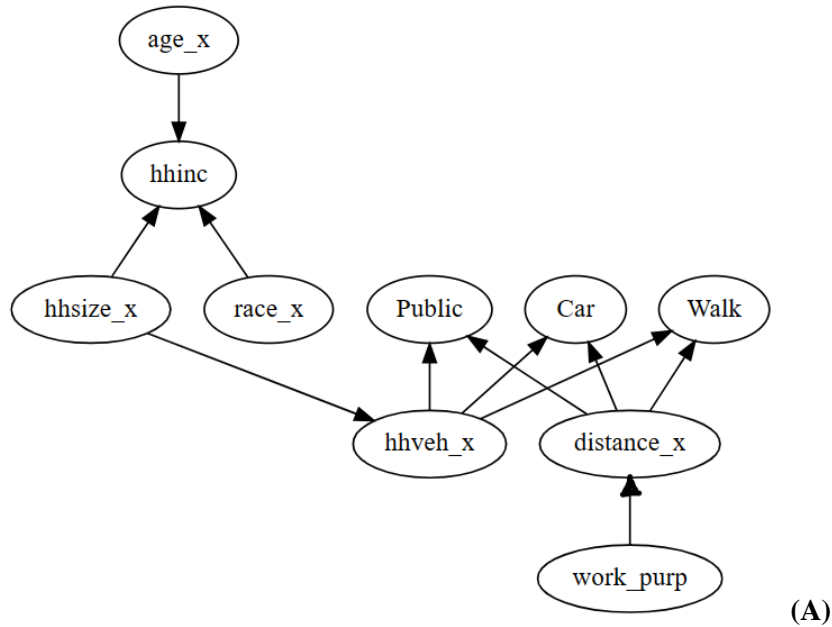 age_x
hhinc
hhsize_x
race_x
Public
Car
Walk
hhveh_x
distance_x
work_purp
(A)